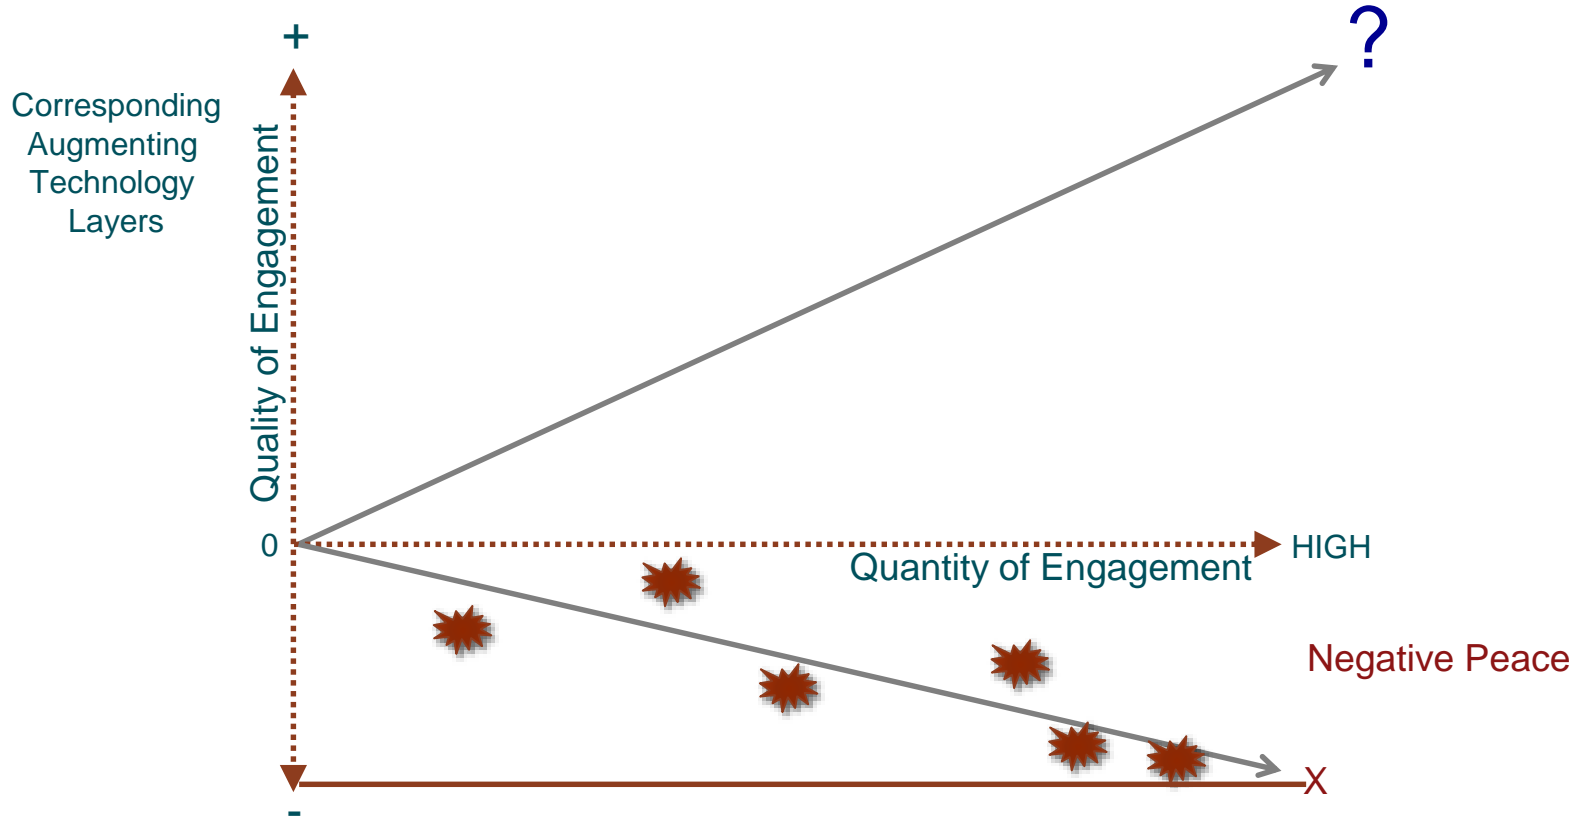 +
?
Corresponding
Augmenting
Technology
Layers
Quality of Engagement
0
HIGH
Quantity of Engagement
Negative Peace
X
-